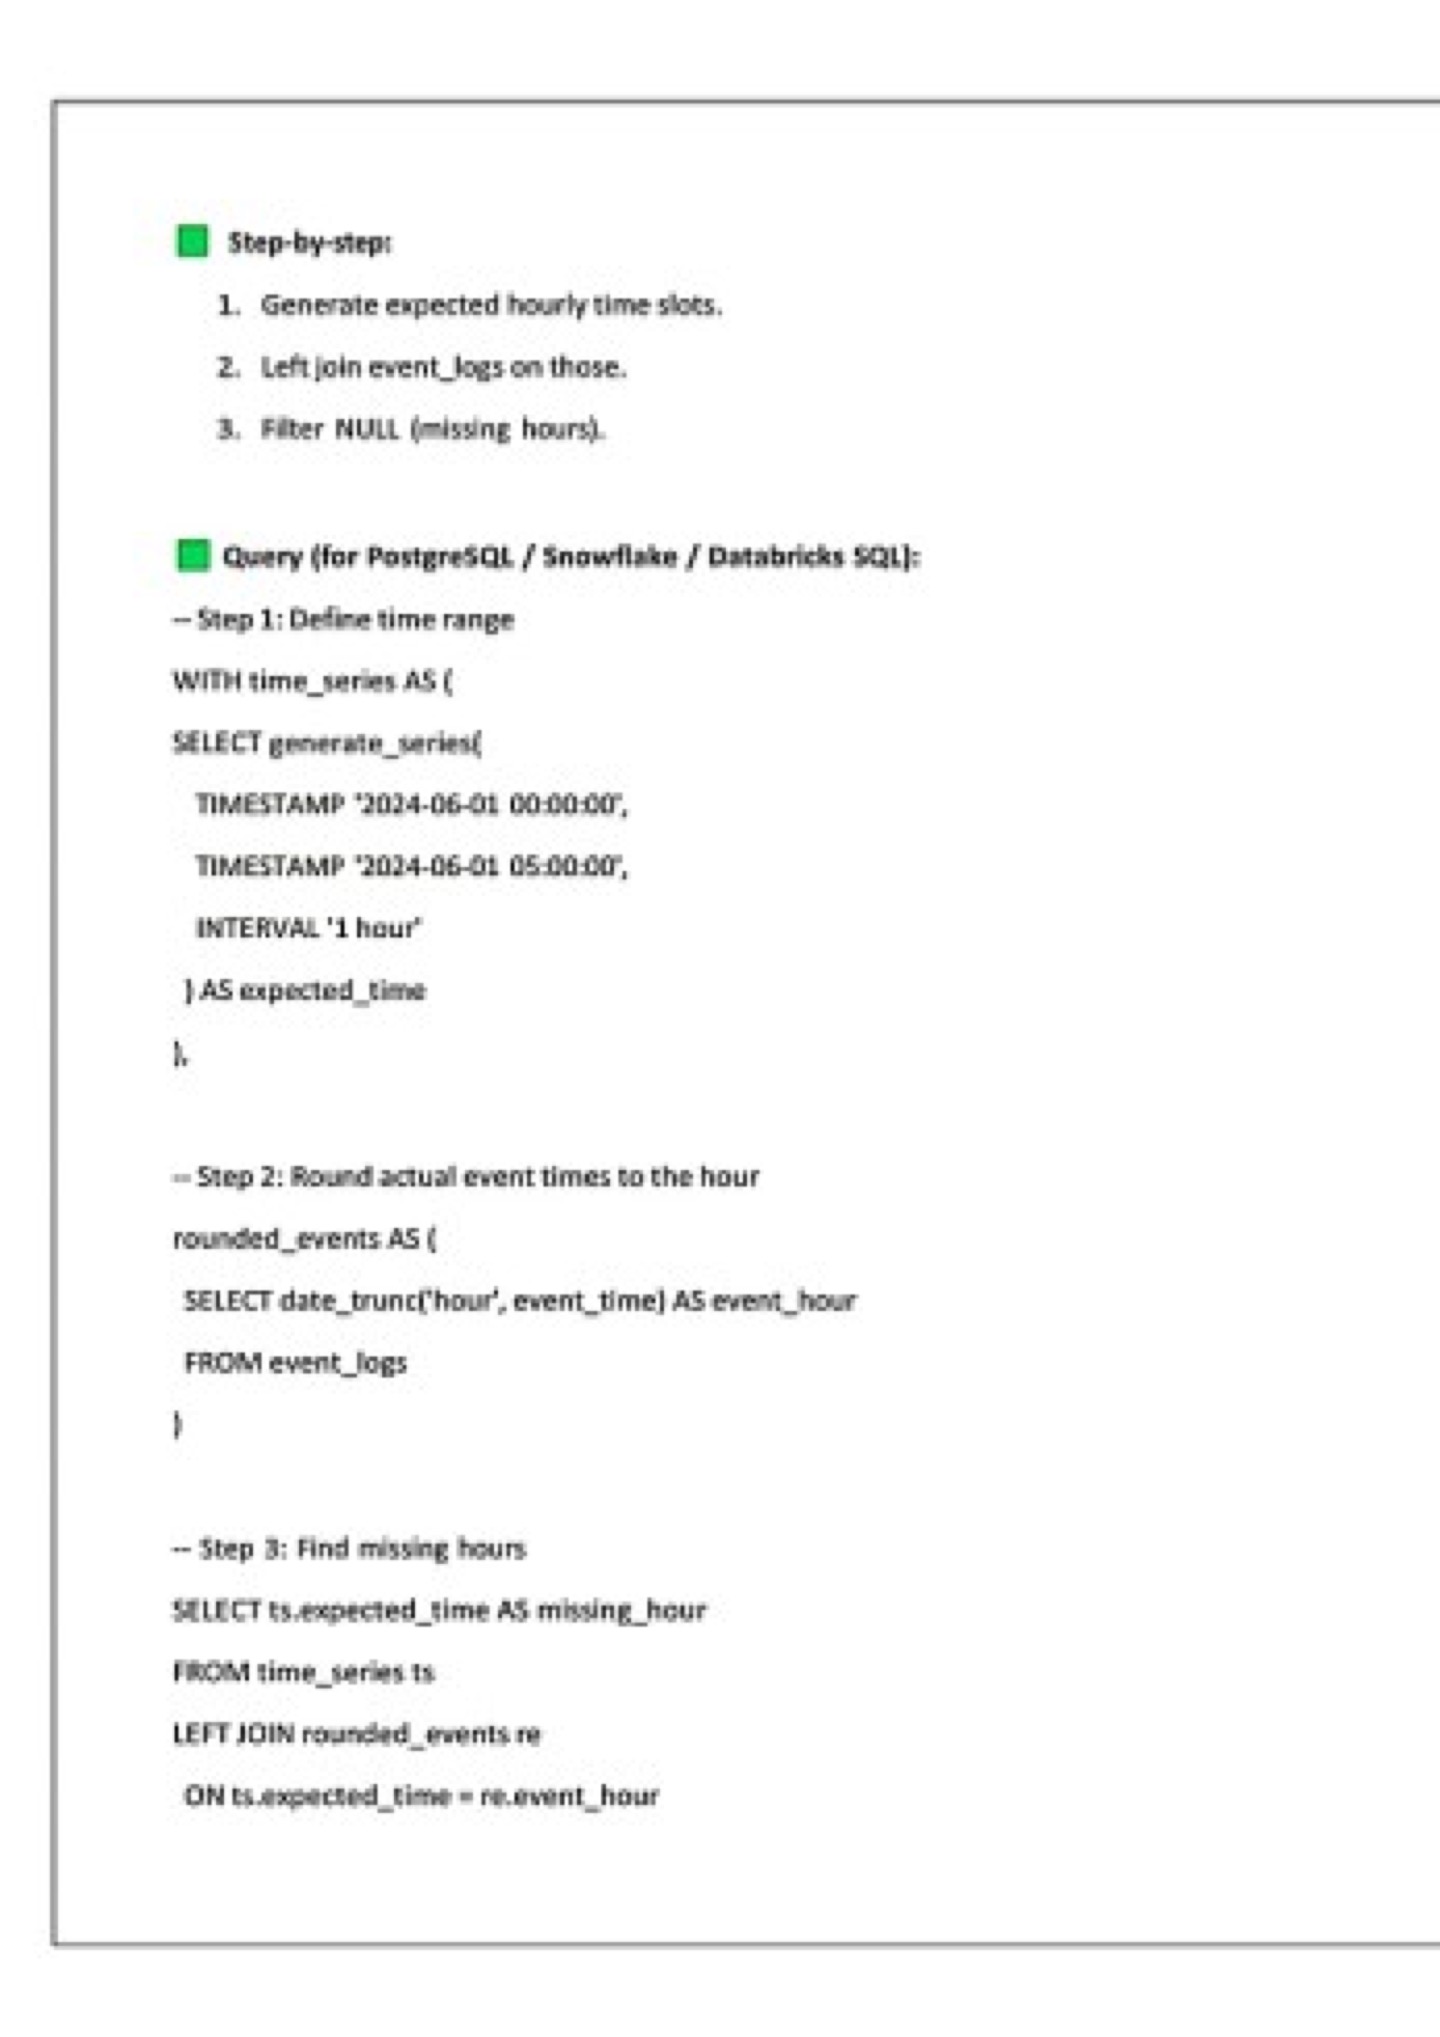 Step-by-step:
1. Generate expected hourly time slots.
2. Left join event_logs on those.
3. Filter NULL (missing hours).
Query (for PostgreSQL / Snowflake / Databricks SQL):
-- Step 1: Define time range
WITH time_series AS (
SELECT generate_series(
TIMESTAMP '2024-06-01 00:00:00',
TIMESTAMP '2024-06-01 05:00:00',
INTERVAL '1 hour'
) AS expected_time
),
-- Step 2: Round actual event times to the hour
rounded_events AS (
SELECT date_trunc('hour', event_time) AS event_hour
FROM event_logs
)
-- Step 3: Find missing hours
SELECT ts.expected_time AS missing_hour
FROM time_series ts
LEFT JOIN rounded_events re
ON ts.expected_time = re.event_hour